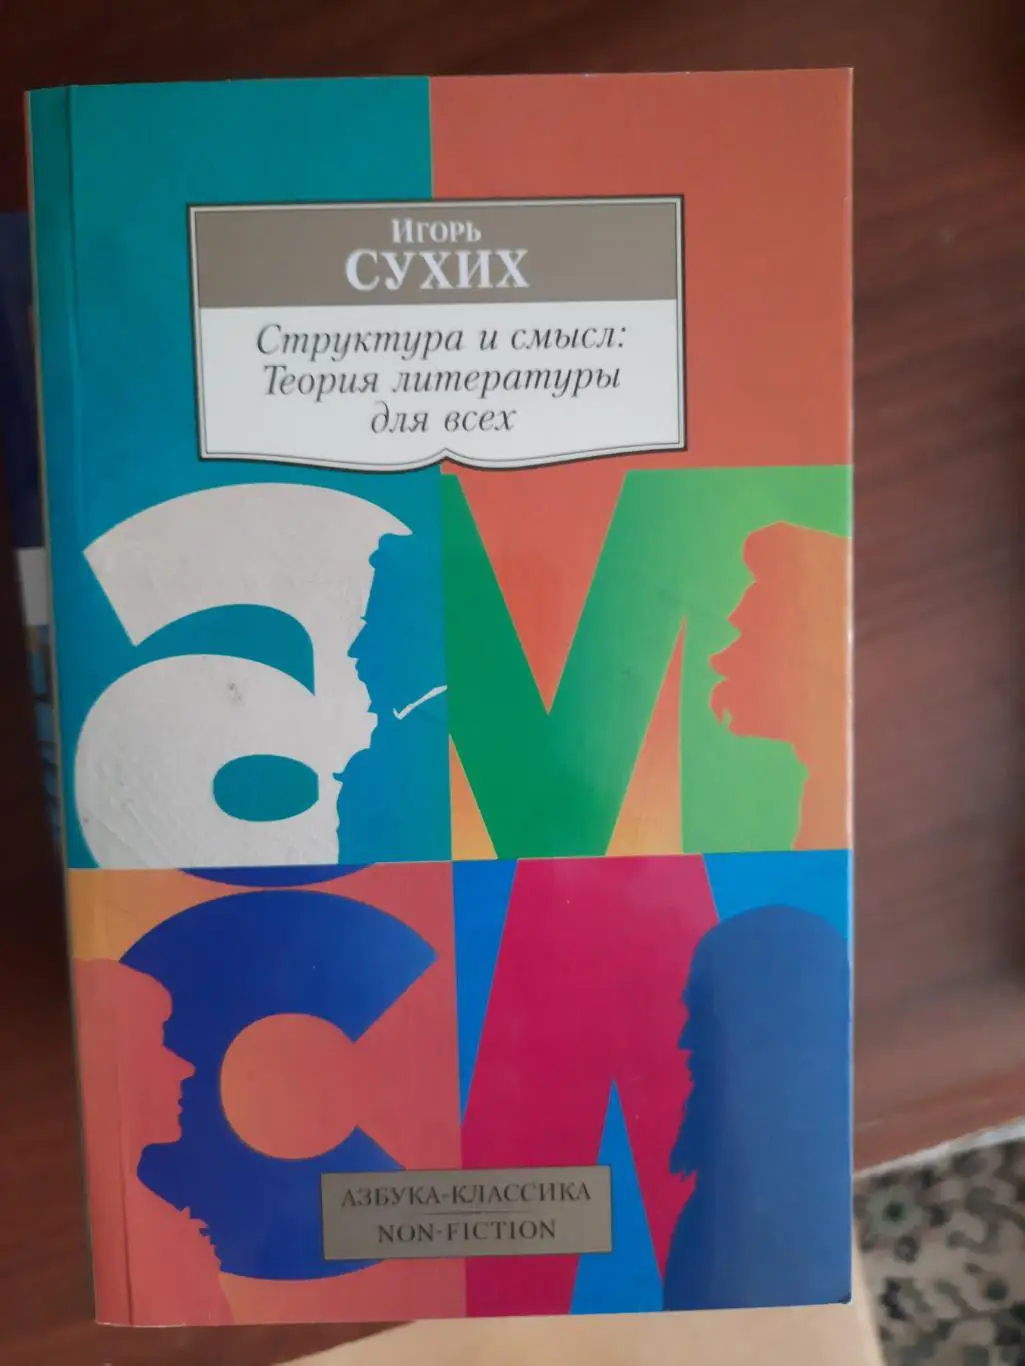 Игорь
СУХИХ
Структура и смысл:
Теория литературы
для всех
а м
с л
АЗБУКА-КЛАССИКА
NON-FICTION